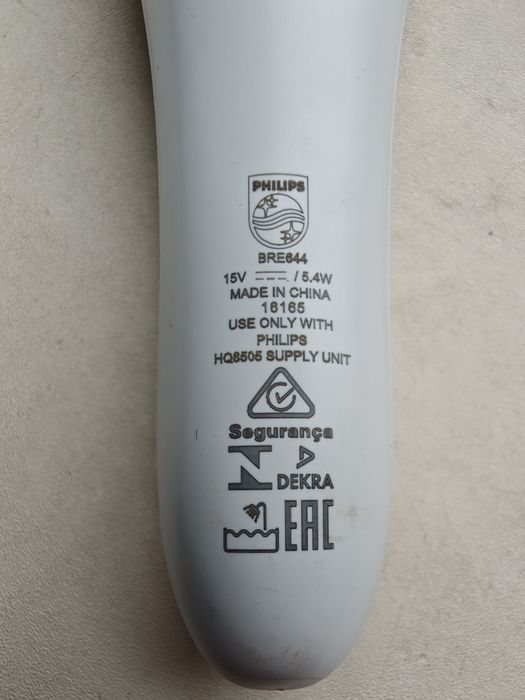 PHILIPS
BRE644
15V ⎓ / 5.4W
MADE IN CHINA
16165
USE ONLY WITH
PHILIPS
HQ8505 SUPPLY UNIT
Segurança
DEKRA
EAC